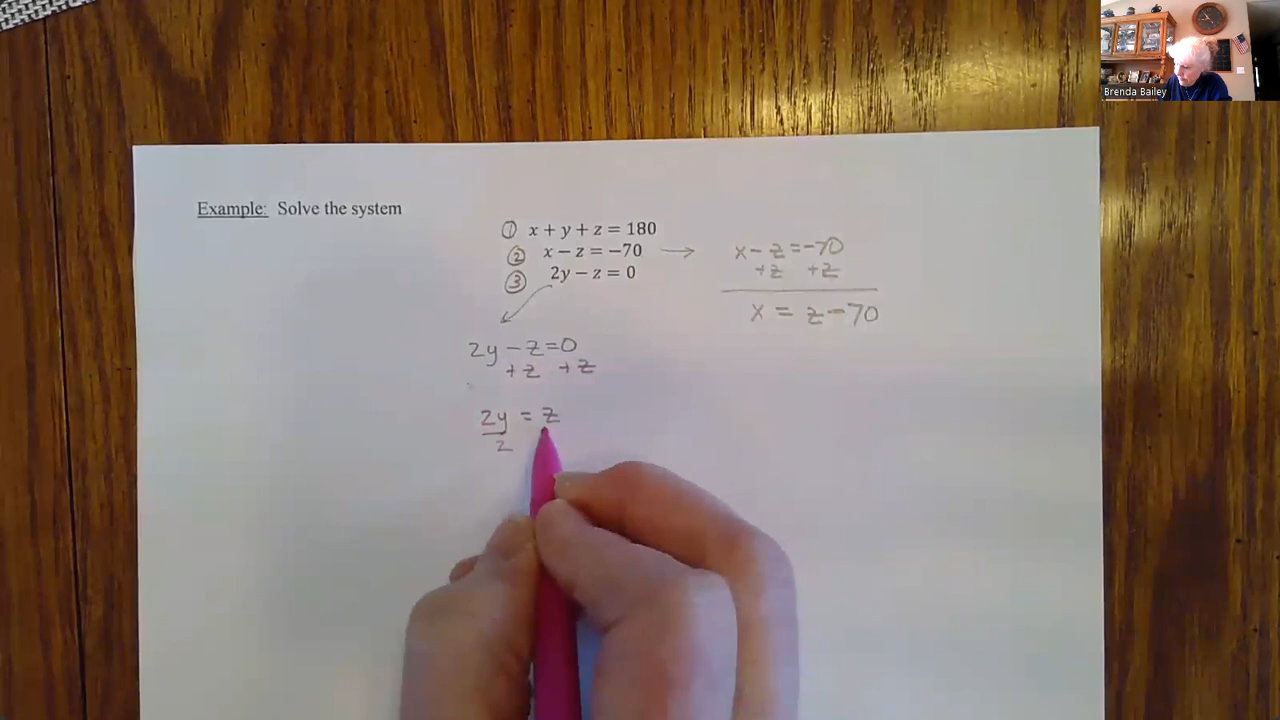 Brenda Bailey
Example: Solve the system
① x + y + z = 180
② x − z = −70
③ 2y − z = 0
x − z = −70
+z +z
x = z − 70
2y − z = 0
+z +z
2y = z
2